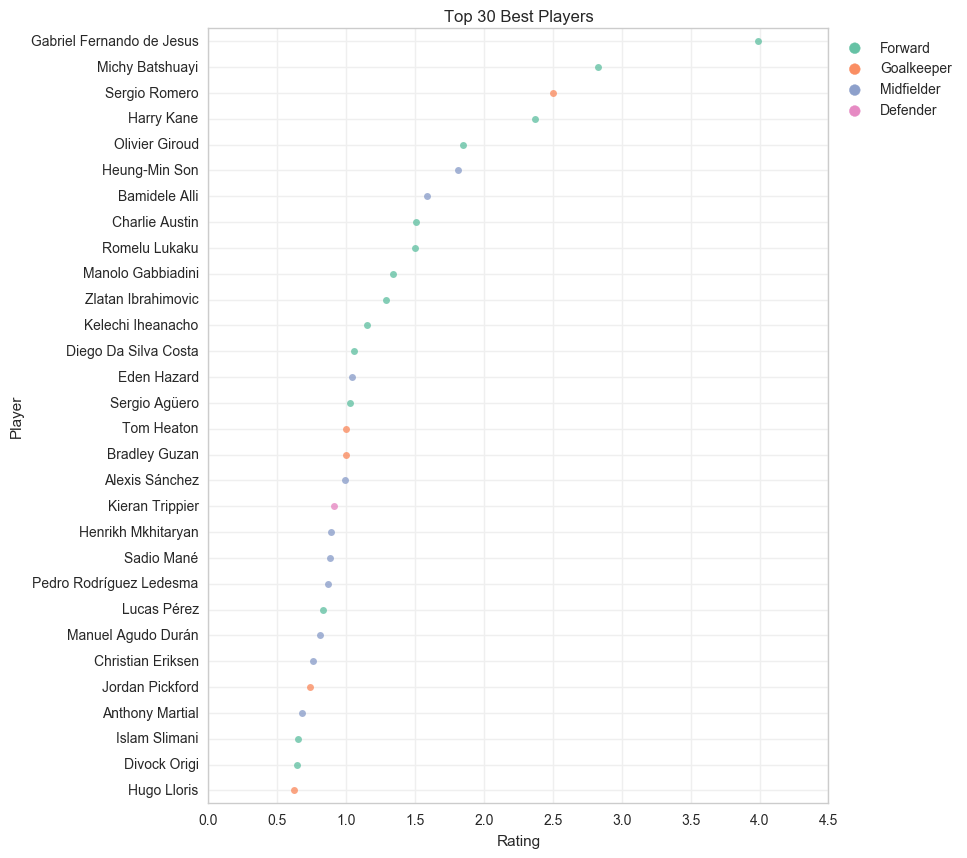 Top 30 Best Players
Gabriel Fernando de Jesus
Michy Batshuayi
Sergio Romero
Harry Kane
Olivier Giroud
Heung-Min Son
Bamidele Alli
Charlie Austin
Romelu Lukaku
Manolo Gabbiadini
Zlatan Ibrahimovic
Kelechi Iheanacho
Diego Da Silva Costa
Eden Hazard
Sergio Agüero
Tom Heaton
Bradley Guzan
Alexis Sánchez
Kieran Trippier
Henrikh Mkhitaryan
Sadio Mané
Pedro Rodríguez Ledesma
Lucas Pérez
Manuel Agudo Durán
Christian Eriksen
Jordan Pickford
Anthony Martial
Islam Slimani
Divock Origi
Hugo Lloris
Player
0.0 0.5 1.0 1.5 2.0 2.5 3.0 3.5 4.0 4.5
Rating
Forward
Goalkeeper
Midfielder
Defender